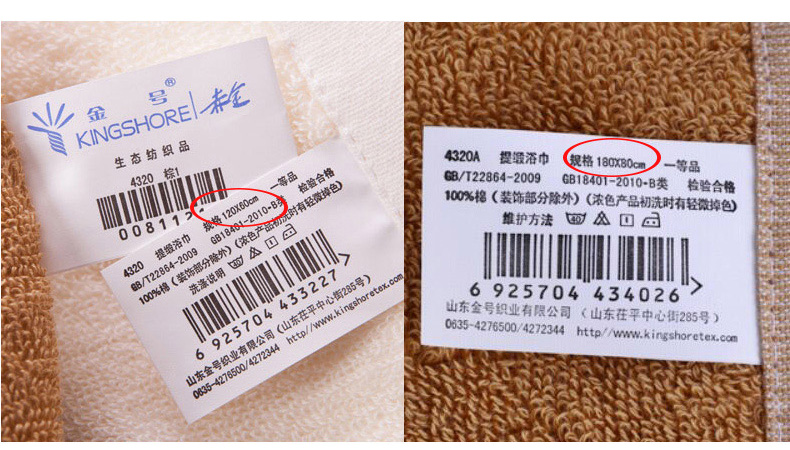 金号®
KINGSHORE
生态纺织品
4320 棕1
4320 提缎浴巾 规格 120X60cm 一等品
GB/T22864-2009 GB18401-2010·B类 检验合格
100%棉（装饰部分除外）（浓色产品初洗时有轻微掉色）
洗涤说明
6 925704 433227
山东金号织业有限公司（山东茌平中心街285号）
0635-4276500/4272344 http//www.kingshoretex.com
4320A 提缎浴巾 规格 180X80cm 一等品
GB/T22864-2009 GB18401-2010·B类 检验合格
100%棉（装饰部分除外）（浓色产品初洗时有轻微掉色）
维护方法
6 925704 434026
山东金号织业有限公司（山东茌平中心街285号）
0635-4276500/4272344 http//www.kingshoretex.com